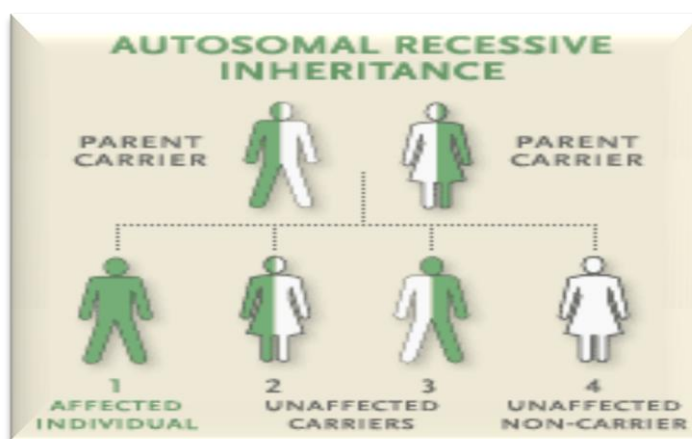 AUTOSOMAL RECESSIVE
INHERITANCE
PARENT
CARRIER
PARENT
CARRIER
1
AFFECTED
INDIVIDUAL
2 3
UNAFFECTED
CARRIERS
4
UNAFFECTED
NON-CARRIER